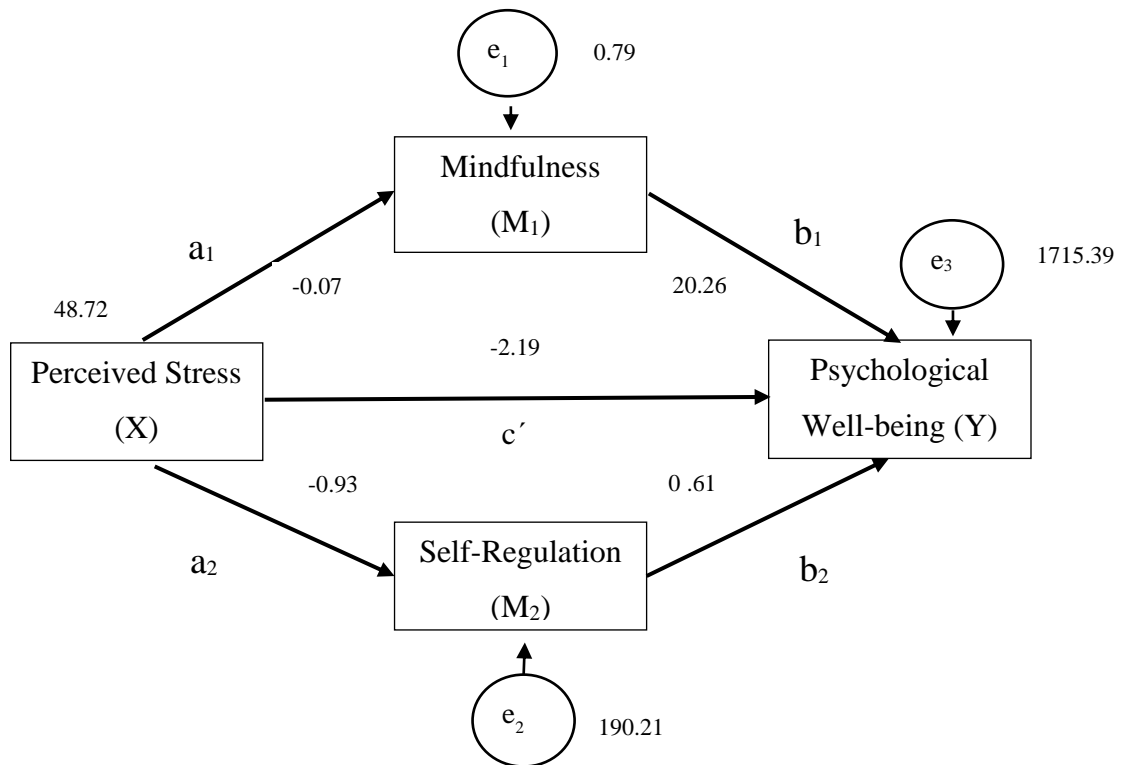 e₁
0.79
Mindfulness
(M₁)
a₁
b₁
e₃
1715.39
-0.07
20.26
48.72
-2.19
Perceived Stress
(X)
Psychological
Well-being (Y)
c´
-0.93
0 .61
a₂
Self-Regulation
(M₂)
b₂
e₂
190.21